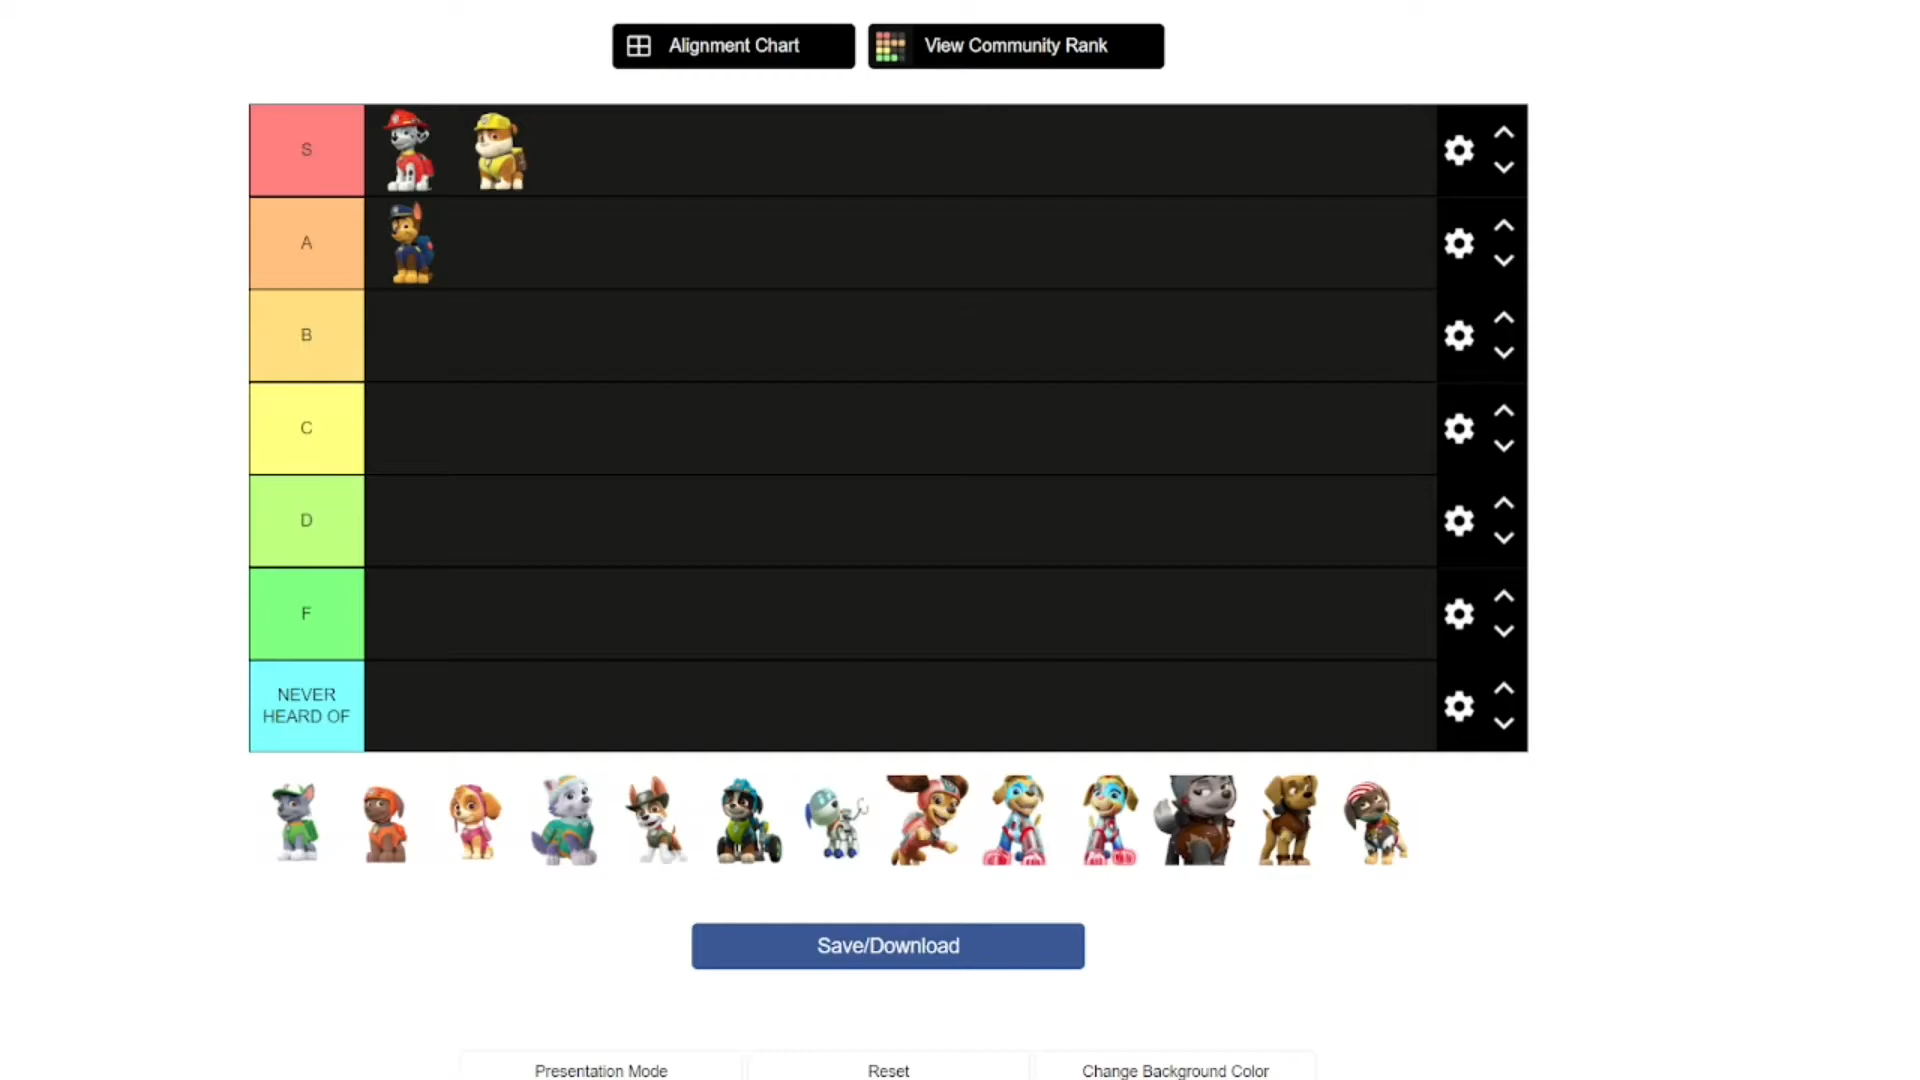 Alignment Chart
View Community Rank
S
A
B
C
D
F
NEVER
HEARD OF
Save/Download
Presentation Mode
Reset
Change Background Color